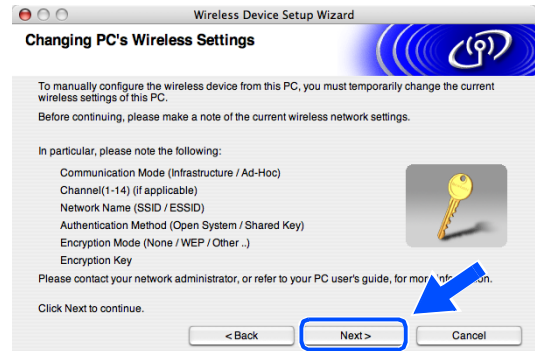 Wireless Device Setup Wizard
Changing PC's Wireless Settings
To manually configure the wireless device from this PC, you must temporarily change the current
wireless settings of this PC.
Before continuing, please make a note of the current wireless network settings.
In particular, please note the following:
Communication Mode (Infrastructure / Ad-Hoc)
Channel(1-14) (if applicable)
Network Name (SSID / ESSID)
Authentication Method (Open System / Shared Key)
Encryption Mode (None / WEP / Other ..)
Encryption Key
Please contact your network administrator, or refer to your PC user's guide, for more
Click Next to continue.
< Back Next > Cancel